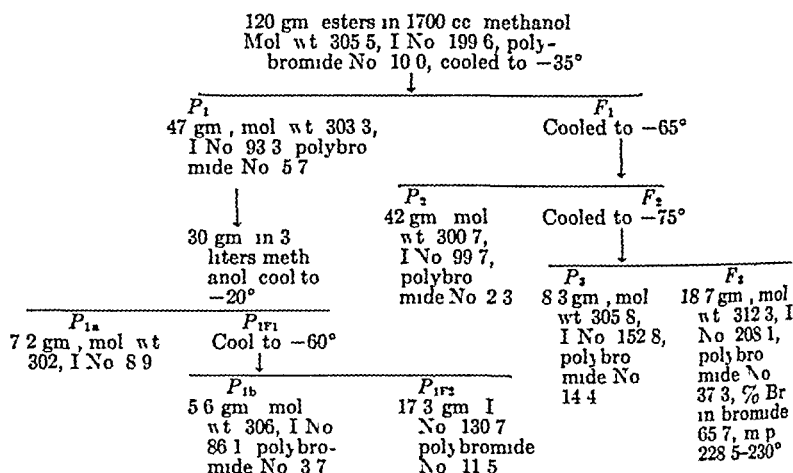 120 gm esters in 1700 cc methanol
Mol wt 305 5, I No 199 6, poly-
bromide No 10 0, cooled to −35°
P1
47 gm , mol wt 303 3,
I No 93 3 polybro
mide No 5 7
F1
Cooled to −65°
30 gm in 3
liters meth
anol cool to
−20°
P2
42 gm mol
wt 300 7,
I No 99 7,
polybro
mide No 2 3
F2
Cooled to −75°
P1a
7 2 gm , mol wt
302, I No 8 9
P1F1
Cool to −60°
P3
8 3 gm , mol
wt 305 8,
I No 152 8,
polybro
mide No
14 4
F3
18 7 gm , mol
wt 312 3, I
No 208 1,
polybro
mide No
37 3, % Br
in bromide
65 7, m p
228 5–230°
P1b
5 6 gm mol
wt 306, I No
86 1 polybro-
mide No 3 7
P1F2
17 3 gm I
No 130 7
polybromide
No 11 5